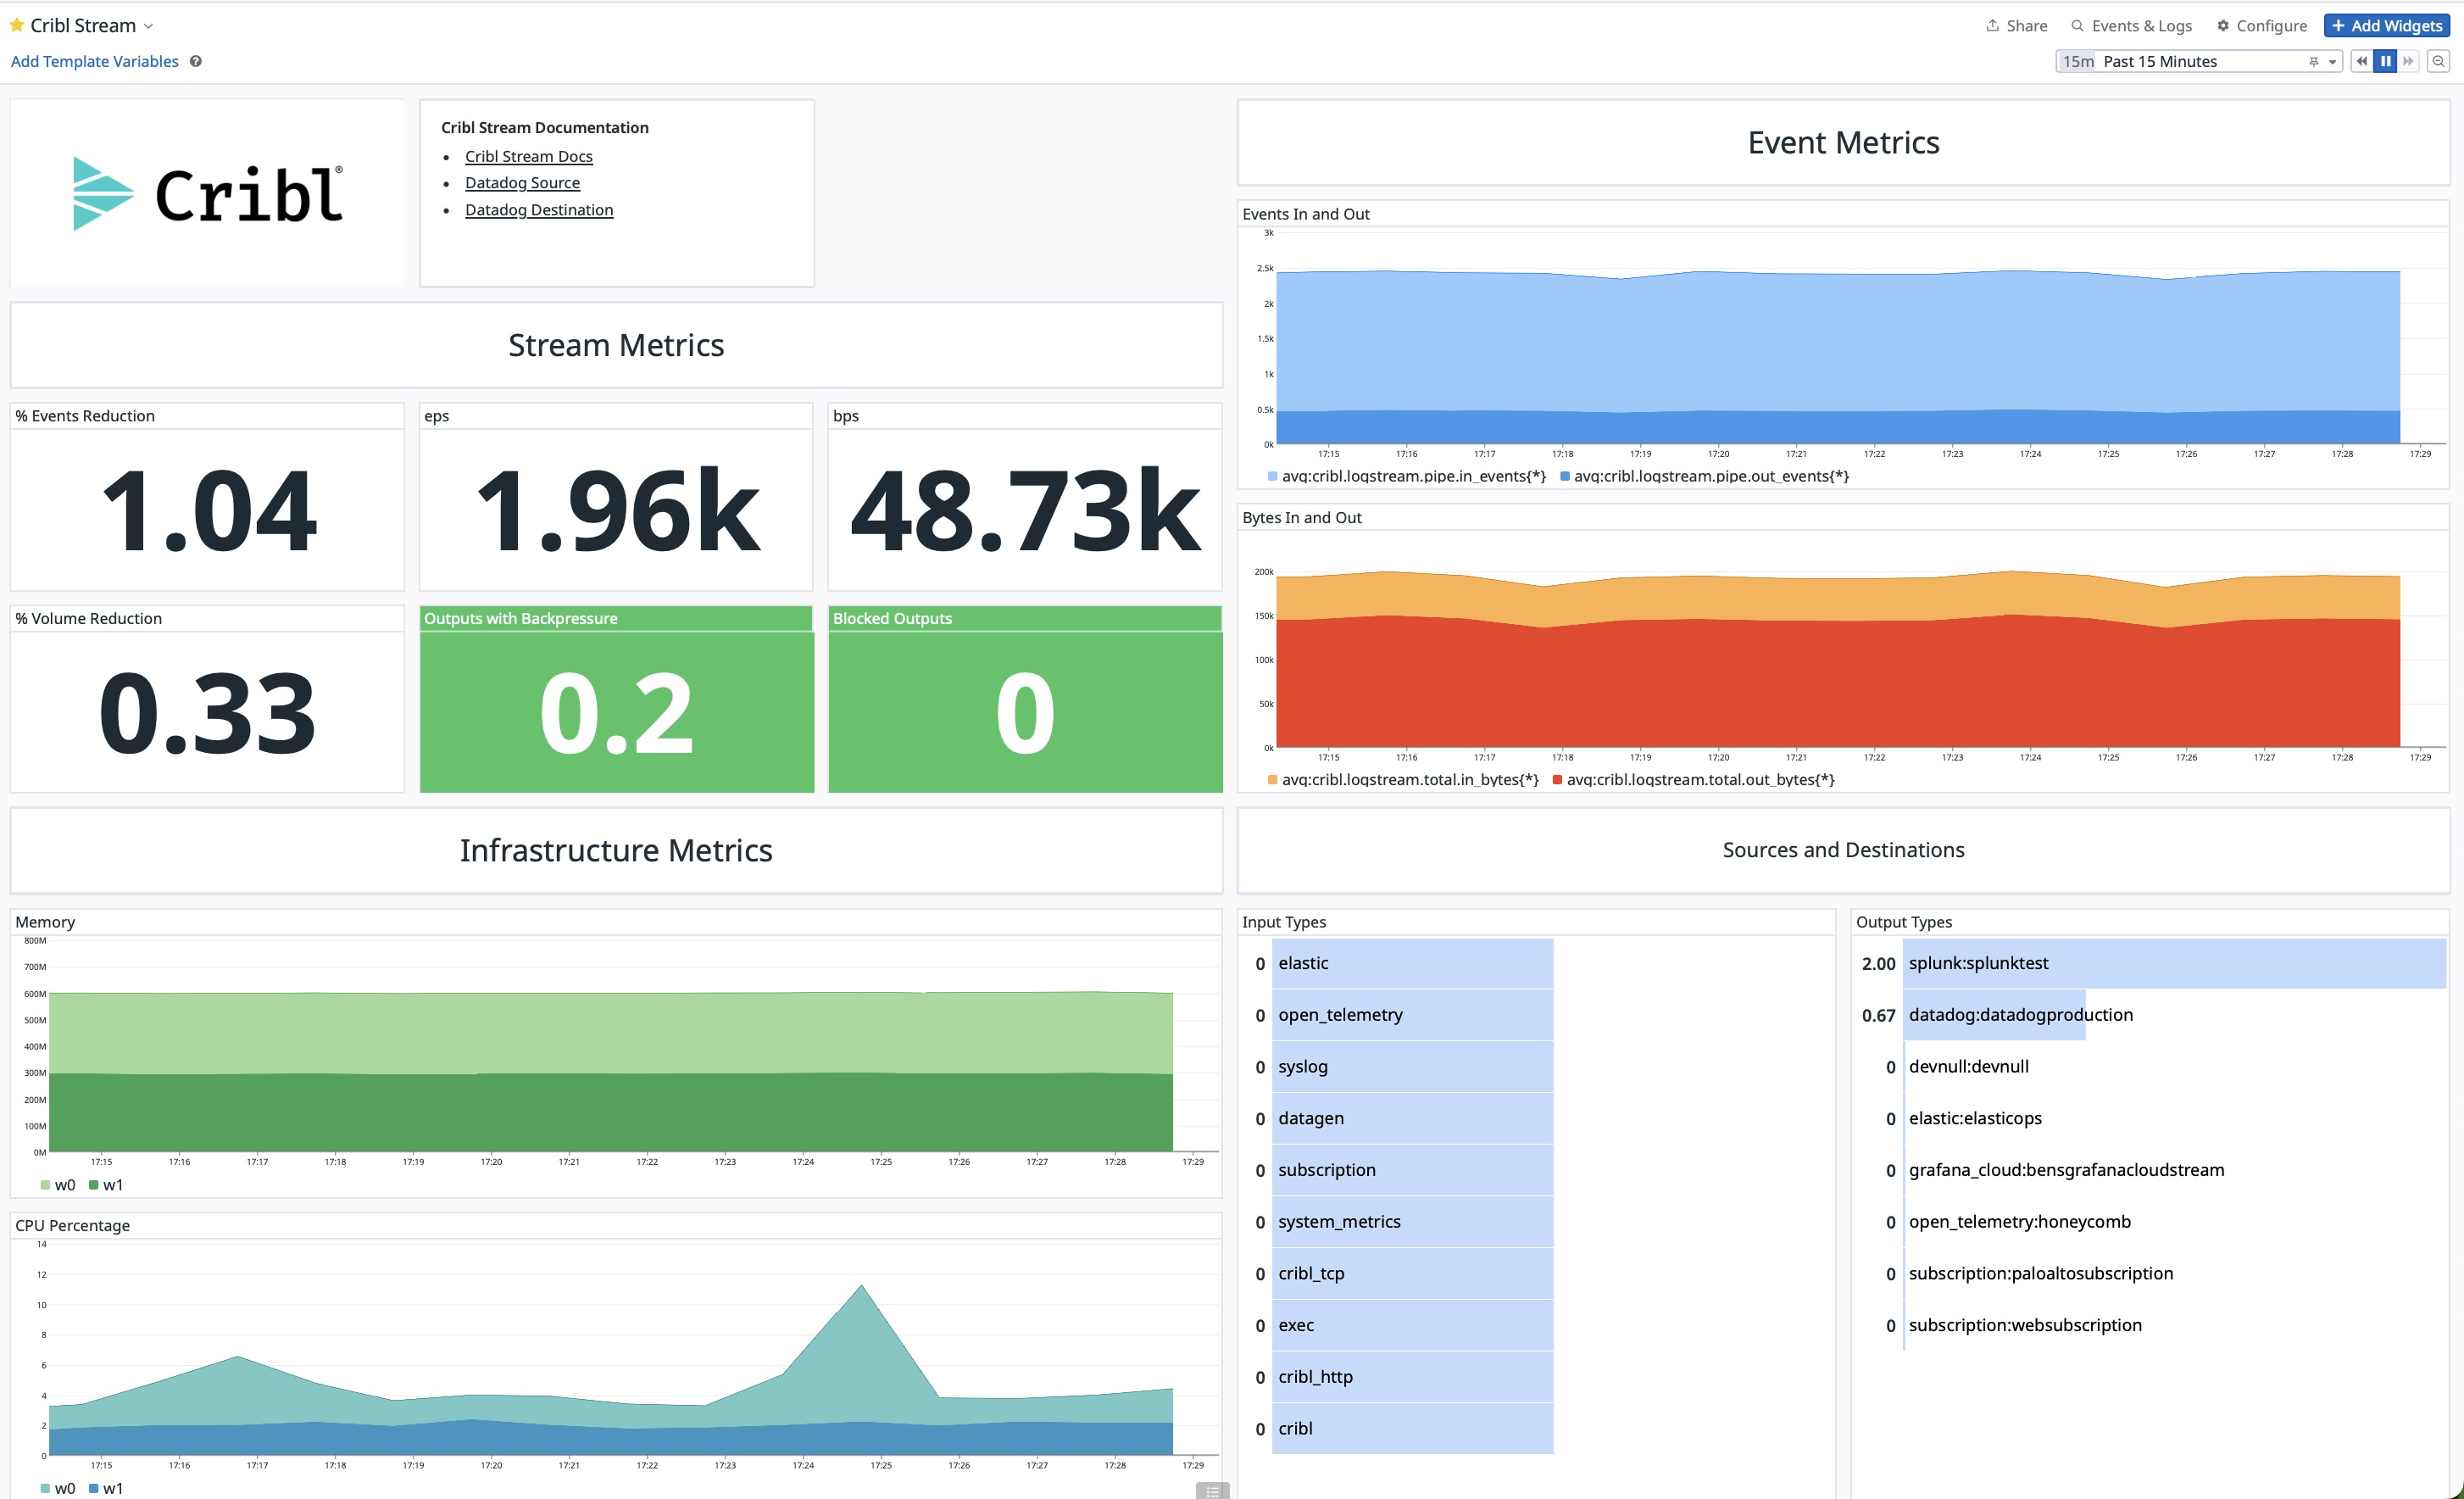 Cribl Stream
Share Events & Logs Configure + Add Widgets
Add Template Variables ?
15m Past 15 Minutes
Cribl®
Cribl Stream Documentation
• Cribl Stream Docs
• Datadog Source
• Datadog Destination
Stream Metrics
% Events Reduction
1.04
eps
1.96k
bps
48.73k
% Volume Reduction
0.33
Outputs with Backpressure
0.2
Blocked Outputs
0
Event Metrics
Events In and Out
3k
2.5k
2k
1.5k
1k
0.5k
0k
17:15 17:16 17:17 17:18 17:19 17:20 17:21 17:22 17:23 17:24 17:25 17:26 17:27 17:28 17:29
avg:cribl.logstream.pipe.in_events{*} avg:cribl.logstream.pipe.out_events{*}
Bytes In and Out
200k
150k
100k
50k
0k
17:15 17:16 17:17 17:18 17:19 17:20 17:21 17:22 17:23 17:24 17:25 17:26 17:27 17:28 17:29
avg:cribl.logstream.total.in_bytes{*} avg:cribl.logstream.total.out_bytes{*}
Infrastructure Metrics
Memory
800M
700M
600M
500M
400M
300M
200M
100M
0M
17:15 17:16 17:17 17:18 17:19 17:20 17:21 17:22 17:23 17:24 17:25 17:26 17:27 17:28 17:29
w0 w1
CPU Percentage
14
12
10
8
6
4
2
0
17:15 17:16 17:17 17:18 17:19 17:20 17:21 17:22 17:23 17:24 17:25 17:26 17:27 17:28 17:29
w0 w1
Sources and Destinations
Input Types
0 elastic
0 open_telemetry
0 syslog
0 datagen
0 subscription
0 system_metrics
0 cribl_tcp
0 exec
0 cribl_http
0 cribl
Output Types
2.00 splunk:splunktest
0.67 datadog:datadogproduction
0 devnull:devnull
0 elastic:elasticops
0 grafana_cloud:bensgrafanacloudstream
0 open_telemetry:honeycomb
0 subscription:paloaltosubscription
0 subscription:websubscription